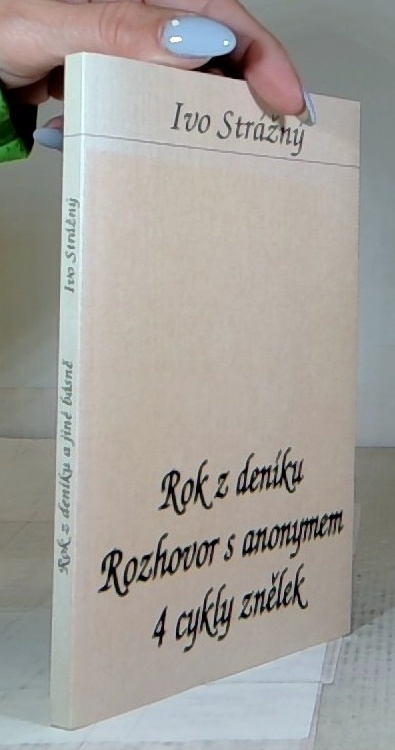 Ivo Strážný
Rok z deníku
Rozhovor s anonymem
4 cykly znělek
Rok z deníku a jiné básně Ivo Strážný